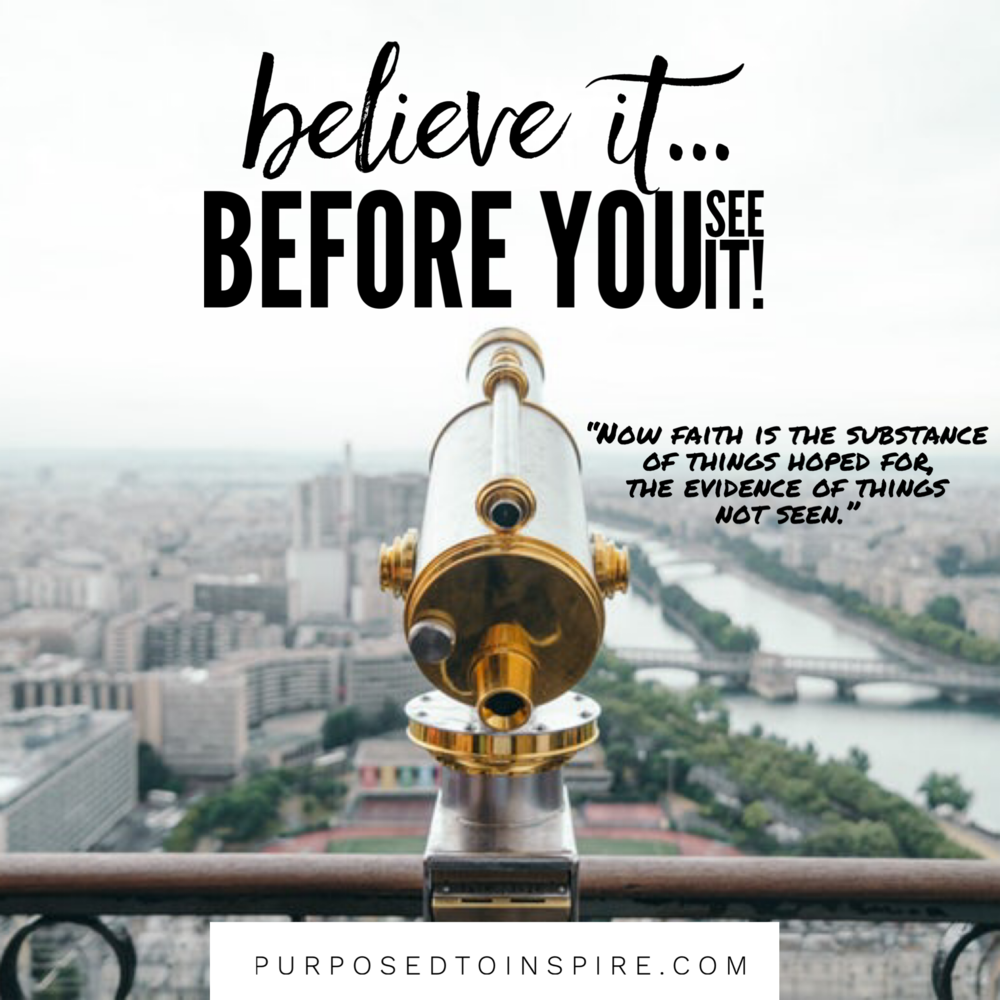 believe it...
BEFORE YOU SEE IT!
"NOW FAITH IS THE SUBSTANCE
OF THINGS HOPED FOR,
THE EVIDENCE OF THINGS
NOT SEEN."
PURPOSEDTOINSPIRE.COM